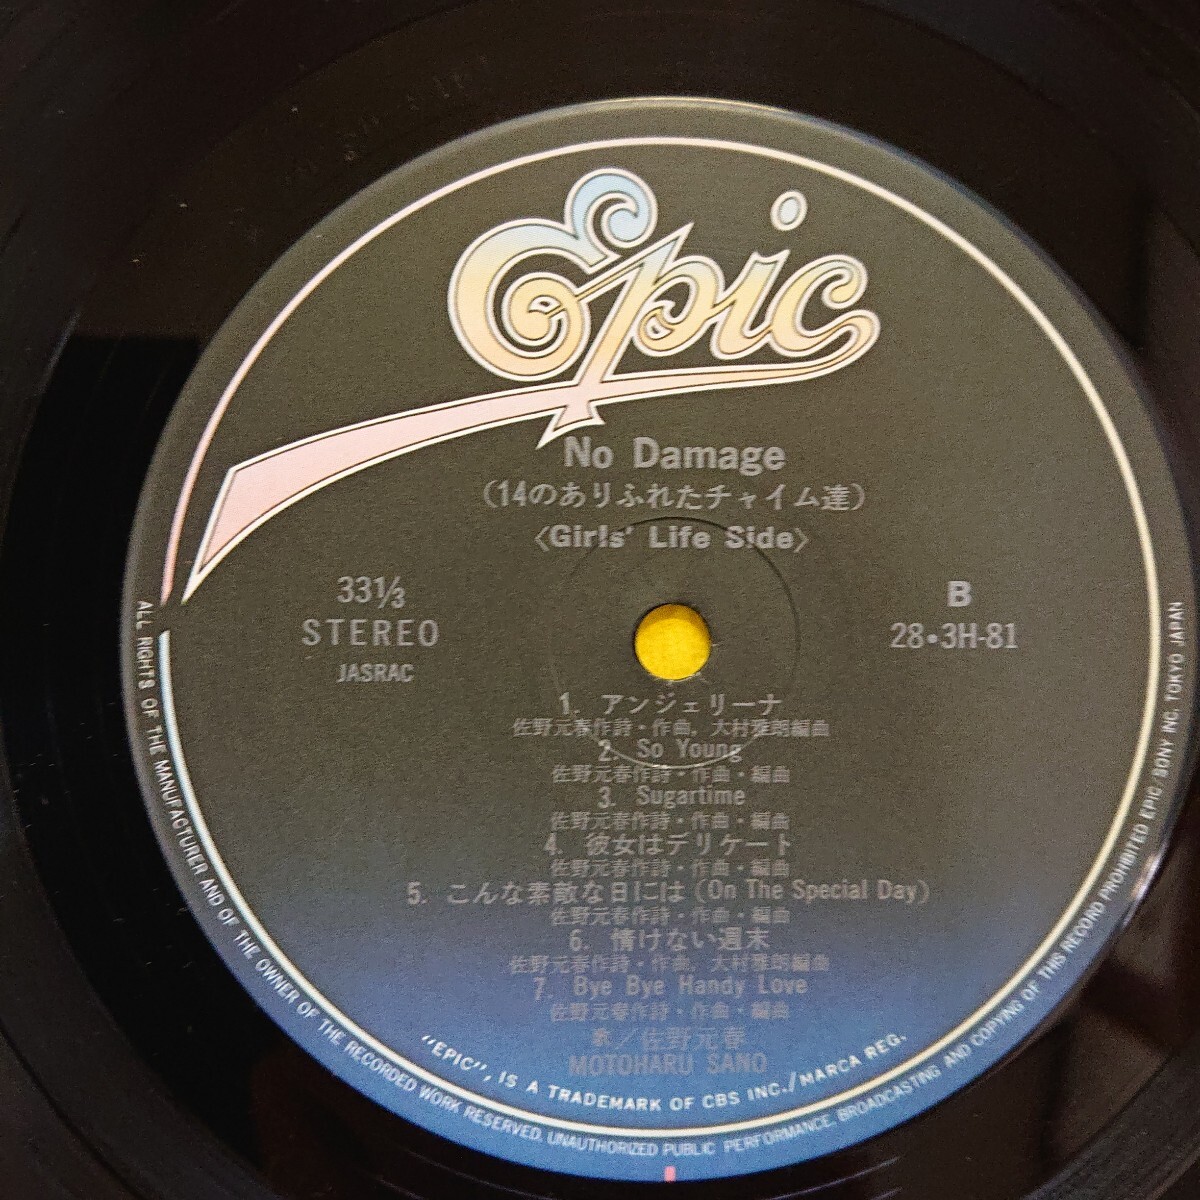 Epic
No Damage
(14のありふれたチャイム達)
〈Girls' Life Side〉
33⅓
STEREO
JASRAC
B
28•3H-81
1. アンジェリーナ
佐野元春作詩・作曲, 大村雅朗編曲
2. So Young
佐野元春作詩・作曲・編曲
3. Sugartime
佐野元春作詩・作曲・編曲
4. 彼女はデリケート
佐野元春作詩・作曲・編曲
5. こんな素敵な日には (On The Special Day)
佐野元春作詩・作曲・編曲
6. 情けない週末
佐野元春作詩・作曲, 大村雅朗編曲
7. Bye Bye Handy Love
佐野元春作詩・作曲・編曲
歌／佐野元春
MOTOHARU SANO
"EPIC", IS A TRADEMARK OF CBS INC./MARCA REG.
ALL RIGHTS OF THE MANUFACTURER AND OF THE OWNER OF THE RECORDED WORK RESERVED. UNAUTHORIZED PUBLIC PERFORMANCE, BROADCASTING AND COPYING OF THIS RECORD PROHIBITED EPIC/SONY INC. TOKYO JAPAN